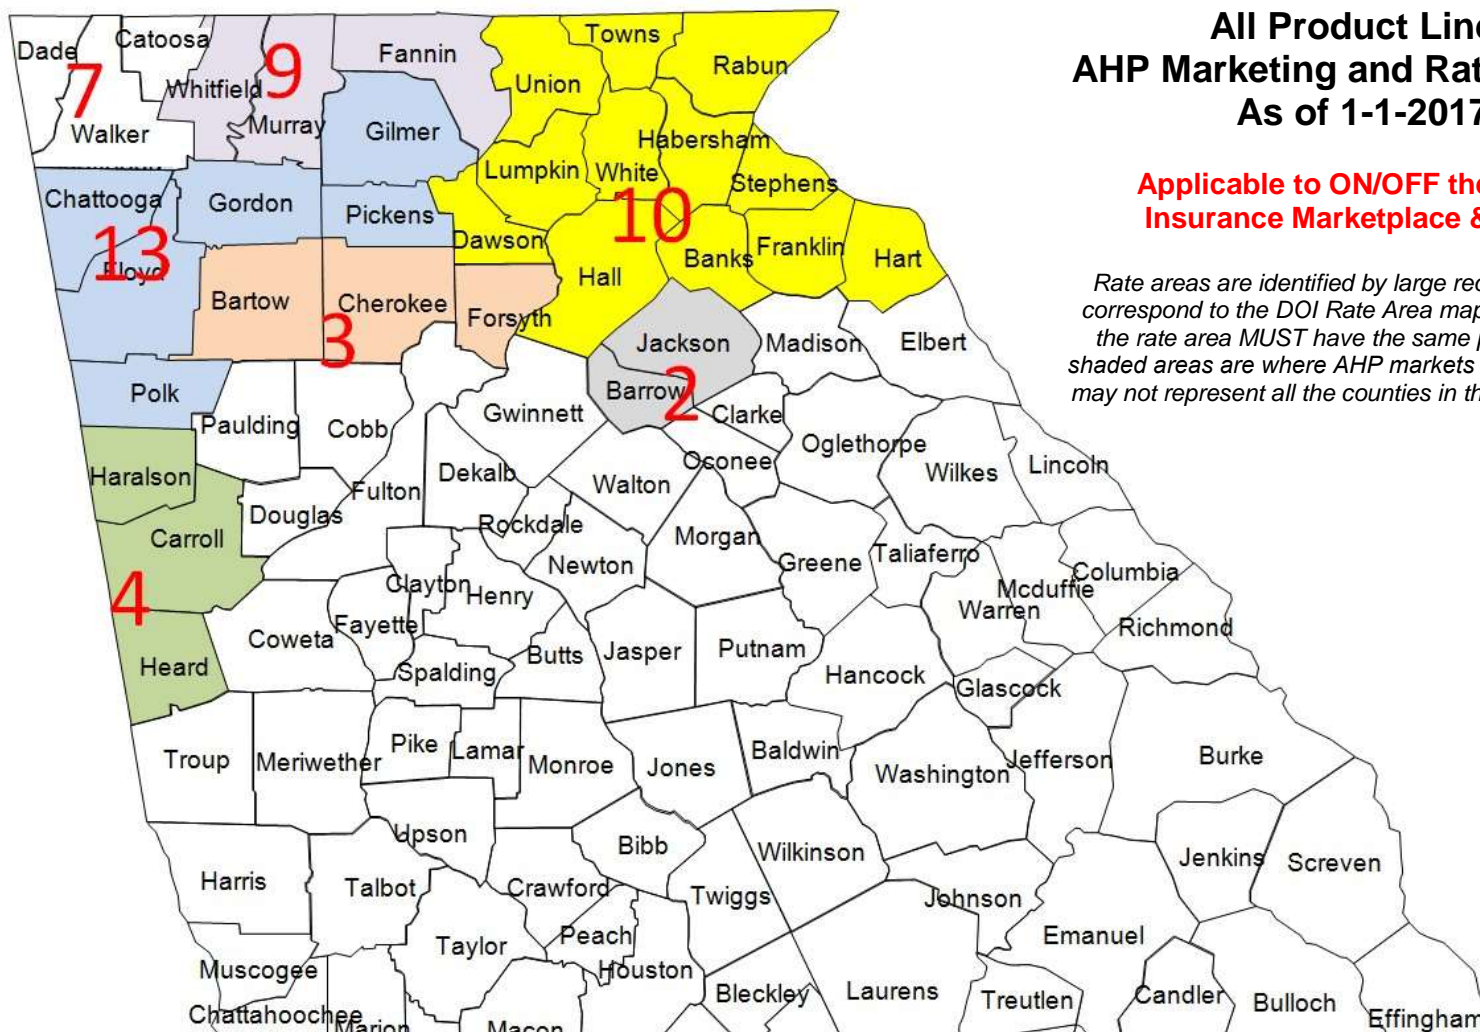 All Product Line
AHP Marketing and Rat
As of 1-1-2017
Applicable to ON/OFF the
Insurance Marketplace &
Rate areas are identified by large red
correspond to the DOI Rate Area map
the rate area MUST have the same p
shaded areas are where AHP markets
may not represent all the counties in th
Dade
Catoosa
7
Walker
Whitfield
9
Murray
Fannin
Gilmer
Union
Towns
Rabun
Lumpkin
White
Habersham
Stephens
10
Chattooga
Gordon
Pickens
Dawson
Hall
Banks
Franklin
Hart
13
Floyd
Bartow
Cherokee
Forsyth
3
Jackson
Madison
Elbert
Barrow
2
Polk
Paulding
Cobb
Gwinnett
Clarke
Oglethorpe
Oconee
Wilkes
Lincoln
Haralson
Fulton
Dekalb
Walton
Carroll
Douglas
Rockdale
Newton
Morgan
Greene
Taliaferro
Mcduffie
Columbia
Warren
Richmond
4
Clayton
Henry
Fayette
Coweta
Heard
Spalding
Butts
Jasper
Putnam
Hancock
Glascock
Troup
Meriwether
Pike
Lamar
Monroe
Jones
Baldwin
Washington
Jefferson
Burke
Upson
Bibb
Wilkinson
Jenkins
Screven
Harris
Talbot
Crawford
Twiggs
Johnson
Taylor
Peach
Houston
Emanuel
Muscogee
Chattahoochee
Marion
Macon
Bleckley
Laurens
Treutlen
Candler
Bulloch
Effingham